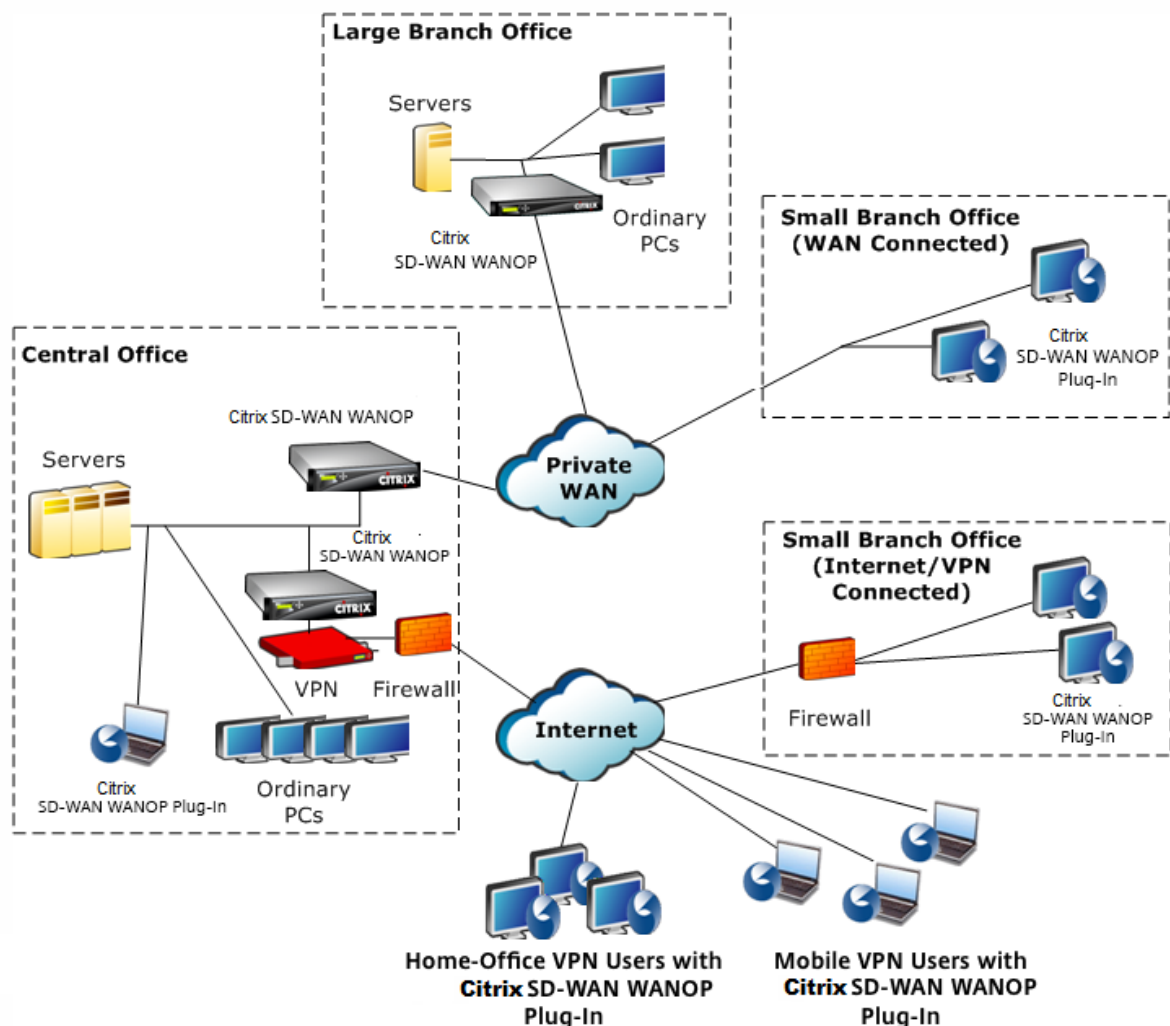 Large Branch Office
Servers
CITRIX
Ordinary
PCs
Citrix
SD-WAN WANOP
Small Branch Office
(WAN Connected)
Citrix
SD-WAN WANOP
Plug-In
Central Office
Citrix SD-WAN WANOP
Servers
CITRIX
Private
WAN
Citrix
SD-WAN WANOP
CITRIX
VPN
Firewall
Citrix
SD-WAN WANOP Plug-In
Ordinary
PCs
Small Branch Office
(Internet/VPN
Connected)
Firewall
Citrix
SD-WAN WANOP
Plug-In
Internet
Home-Office VPN Users with
Citrix SD-WAN WANOP
Plug-In
Mobile VPN Users with
Citrix SD-WAN WANOP
Plug-In